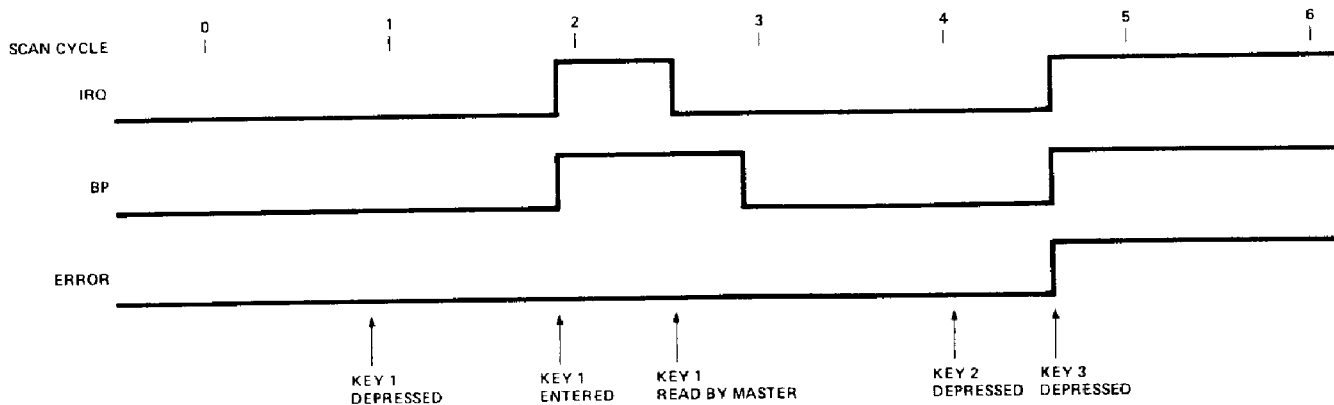 0 1 2 3 4 5 6
SCAN CYCLE
IRQ
BP
ERROR
KEY 1
DEPRESSED
KEY 1
ENTERED
KEY 1
READ BY MASTER
KEY 2
DEPRESSED
KEY 3
DEPRESSED